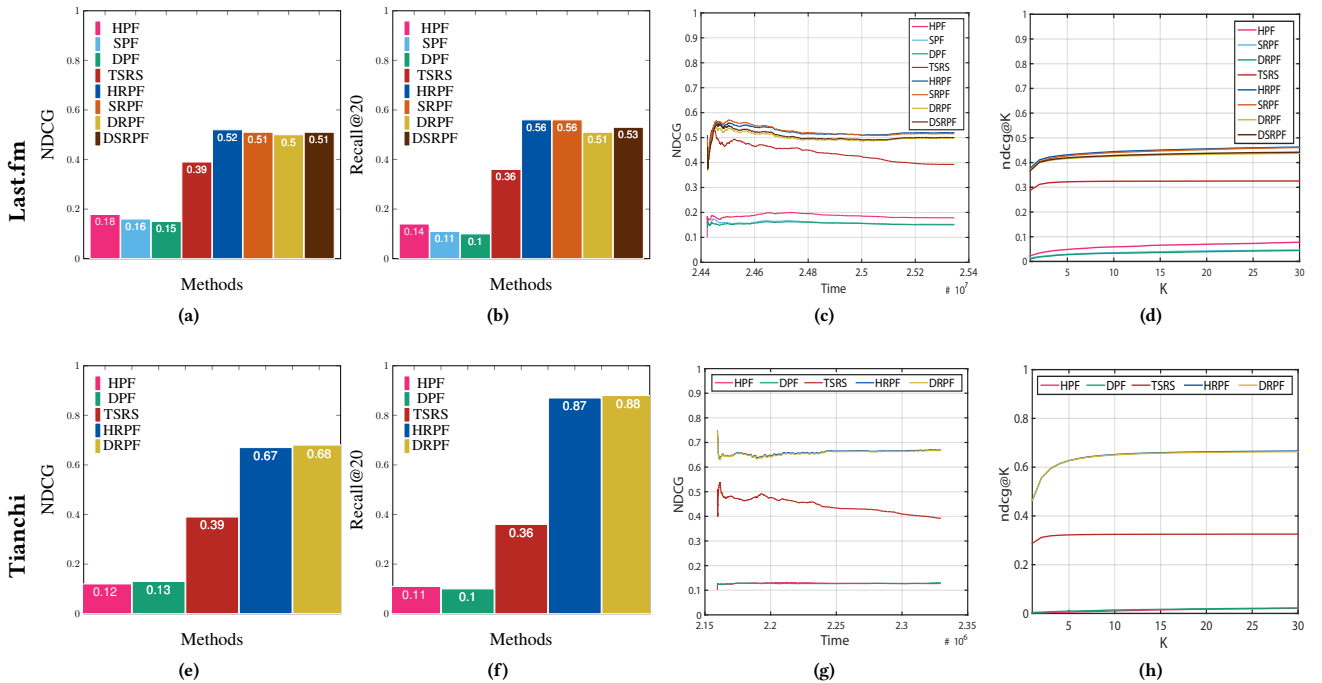 Last.fm
NDCG
1
0.8
0.6
0.4
0.2
0
HPF
SPF
DPF
TSRS
HRPF
SRPF
DRPF
DSRPF
0.18
0.16
0.15
0.39
0.52
0.51
0.5
0.51
Methods
(a)
Recall@20
1
0.8
0.6
0.4
0.2
0
HPF
SPF
DPF
TSRS
HRPF
SRPF
DRPF
DSRPF
0.14
0.11
0.1
0.36
0.56
0.56
0.51
0.53
Methods
(b)
NDCG
1
0.9
0.8
0.7
0.6
0.5
0.4
0.3
0.2
0.1
0
HPF
SPF
DPF
TSRS
HRPF
SRPF
DRPF
DSRPF
2.44 2.46 2.48 2.5 2.52 2.54
Time
# 10⁷
(c)
ndcg@K
1
0.9
0.8
0.7
0.6
0.5
0.4
0.3
0.2
0.1
0
HPF
SRPF
DRPF
TSRS
HRPF
SRPF
DRPF
DSRPF
5 10 15 20 25 30
K
(d)
Tianchi
NDCG
1
0.8
0.6
0.4
0.2
0
HPF
DPF
TSRS
HRPF
DRPF
0.12
0.13
0.39
0.67
0.68
Methods
(e)
Recall@20
1
0.8
0.6
0.4
0.2
0
HPF
DPF
TSRS
HRPF
DRPF
0.11
0.1
0.36
0.87
0.88
Methods
(f)
NDCG
1
0.9
0.8
0.7
0.6
0.5
0.4
0.3
0.2
0.1
0
HPF DPF TSRS HRPF DRPF
2.15 2.2 2.3 2.35
Time
# 10⁶
(g)
ndcg@K
1
0.8
0.6
0.4
0.2
0
HPF DPF TSRS HRPF DRPF
5 10 15 20 25 30
K
(h)